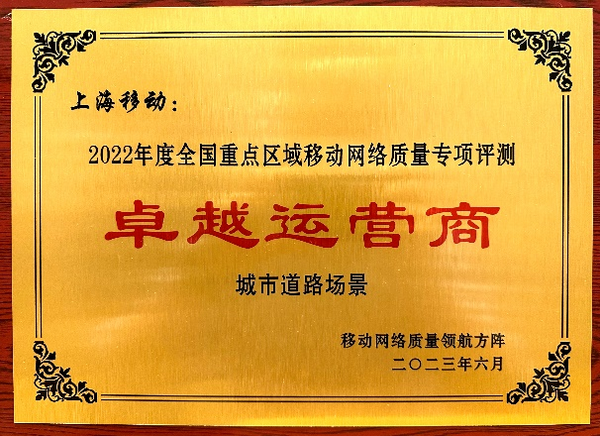 上海移动：
2022年度全国重点区域移动网络质量专项评测
卓越运营商
城市道路场景
移动网络质量领航方阵
二〇二三年六月